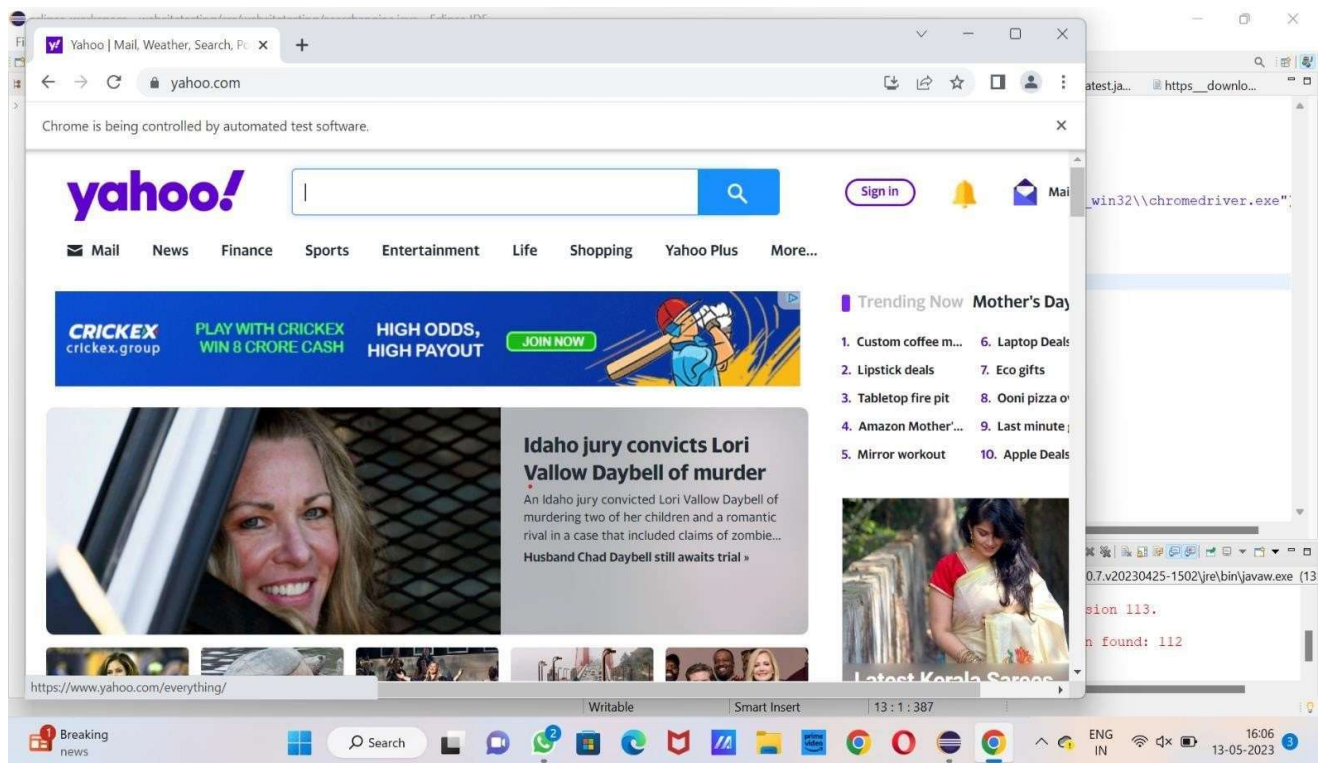 Yahoo | Mail, Weather, Search, Po
yahoo.com
Chrome is being controlled by automated test software.
atest.ja...
https__downlo...
yahoo!
Sign in
Mai
Mail News Finance Sports Entertainment Life Shopping Yahoo Plus More...
_win32\\chromedriver.exe"
CRICKEX
crickex.group
PLAY WITH CRICKEX
WIN 8 CRORE CASH
HIGH ODDS,
HIGH PAYOUT
JOIN NOW
Trending Now Mother's Day
1. Custom coffee m... 6. Laptop Deals
2. Lipstick deals 7. Eco gifts
3. Tabletop fire pit 8. Ooni pizza o
4. Amazon Mother'... 9. Last minute
5. Mirror workout 10. Apple Deals
Idaho jury convicts Lori
Vallow Daybell of murder
An Idaho jury convicted Lori Vallow Daybell of
murdering two of her children and a romantic
rival in a case that included claims of zombie...
Husband Chad Daybell still awaits trial »
0.7.v20230425-1502\jre\bin\javaw.exe (13
sion 113.
n found: 112
Latest Kerala Sarees
https://www.yahoo.com/everything/
Writable Smart Insert 13 : 1 : 387
1
Breaking
news
Search
2
prime
video
ENG
IN
16:06
13-05-2023
3